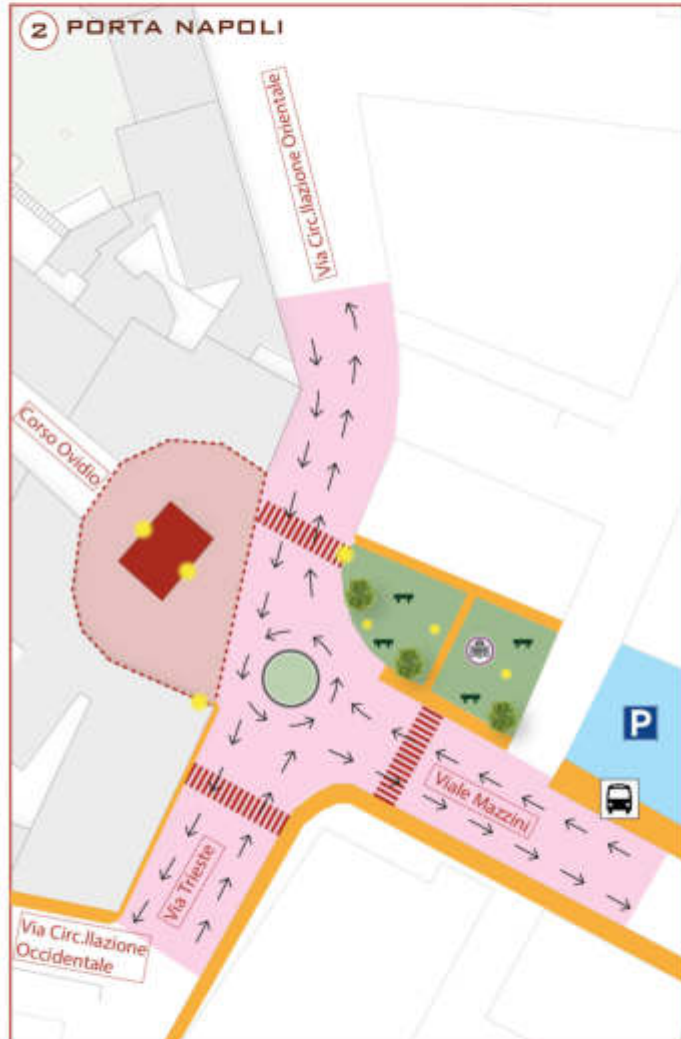 2 PORTA NAPOLI
Via Circ.llazione Orientale
Corso Ovidio
P
Viale Mazzini
Via Trieste
Via Circ.llazione
Occidentale